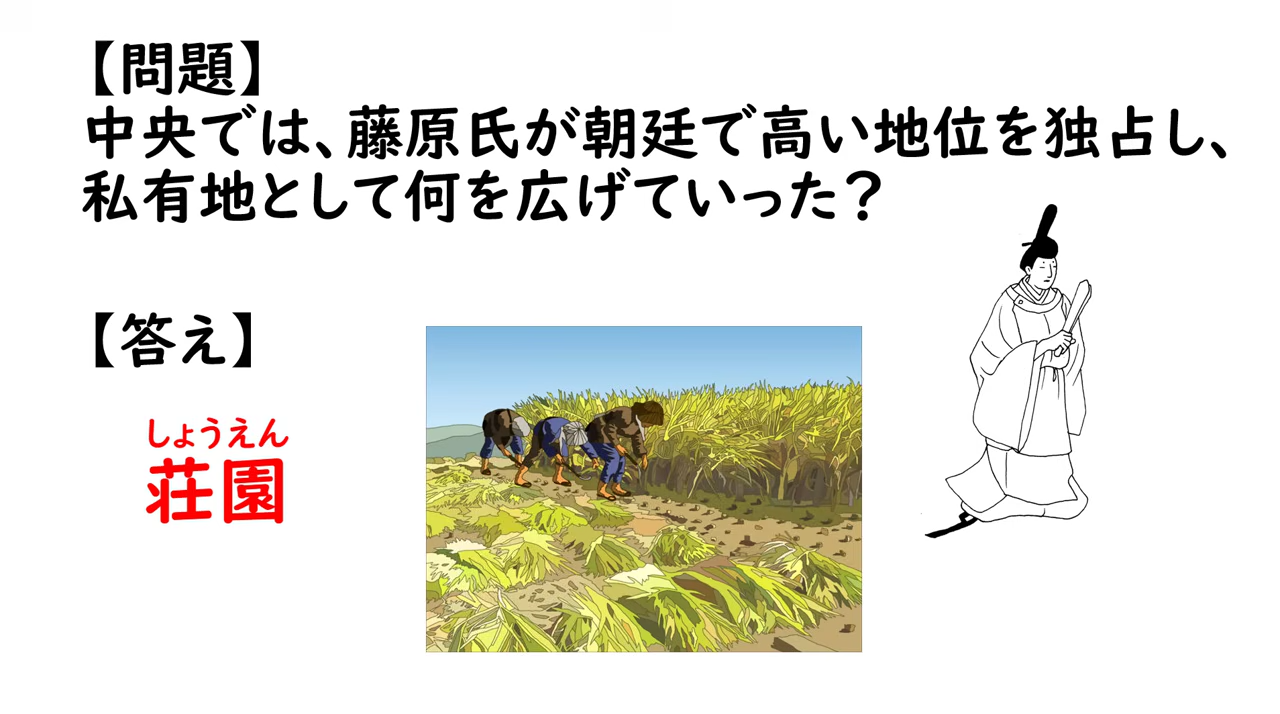 【問題】
中央では、藤原氏が朝廷で高い地位を独占し、
私有地として何を広げていった？
【答え】
しょうえん
荘園